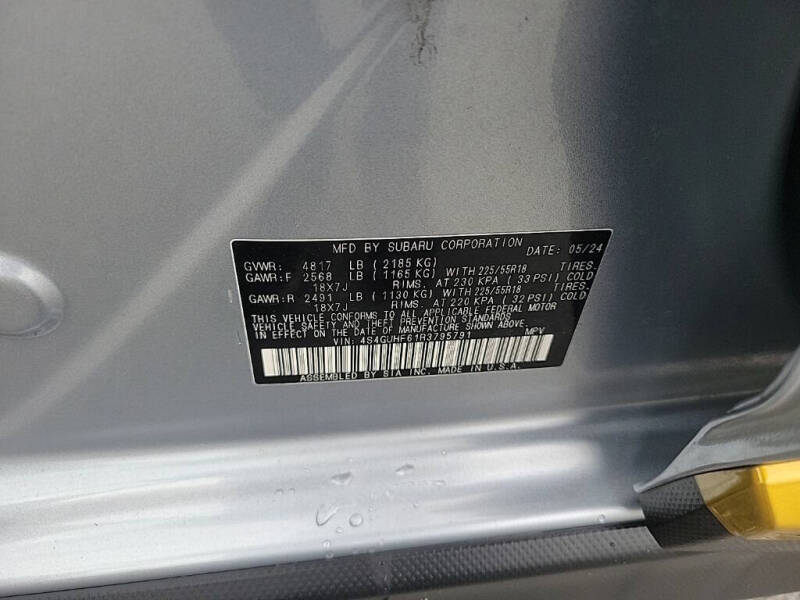 MFD BY SUBARU CORPORATION DATE: 05/24
GVWR: 4817 LB (2185 KG)
GAWR:F 2568 LB (1165 KG) WITH 225/55R18 TIRES.
18X7J RIMS. AT 230 KPA (33 PSI) COLD
GAWR:R 2491 LB (1130 KG) WITH 225/55R18 TIRES.
18X7J RIMS. AT 220 KPA (32 PSI) COLD
THIS VEHICLE CONFORMS TO ALL APPLICABLE FEDERAL MOTOR
VEHICLE SAFETY AND THEFT PREVENTION STANDARDS
IN EFFECT ON THE DATE OF MANUFACTURE SHOWN ABOVE.
VIN: 4S4GUHF61R3795791 MPV
ASSEMBLED BY SIA INC. MADE IN U.S.A.